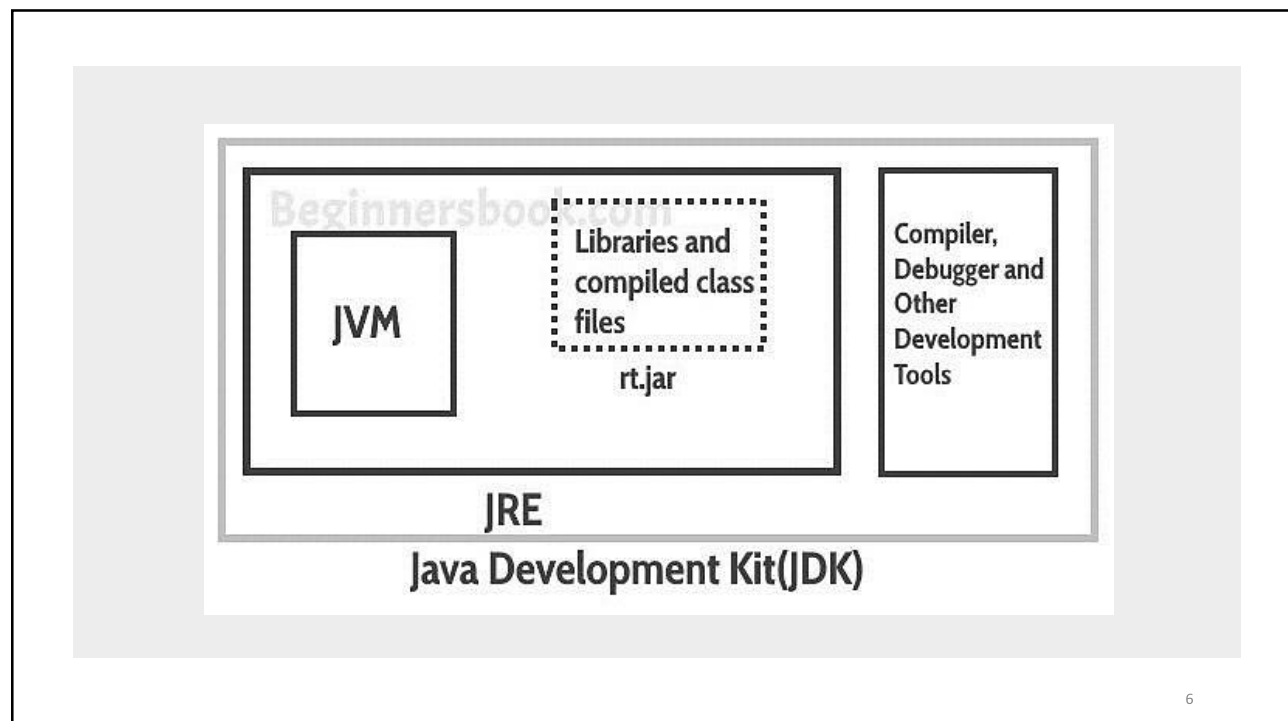 Beginnersbook.com
JVM
Libraries and
compiled class
files
rt.jar
Compiler,
Debugger and
Other
Development
Tools
JRE
Java Development Kit(JDK)
6